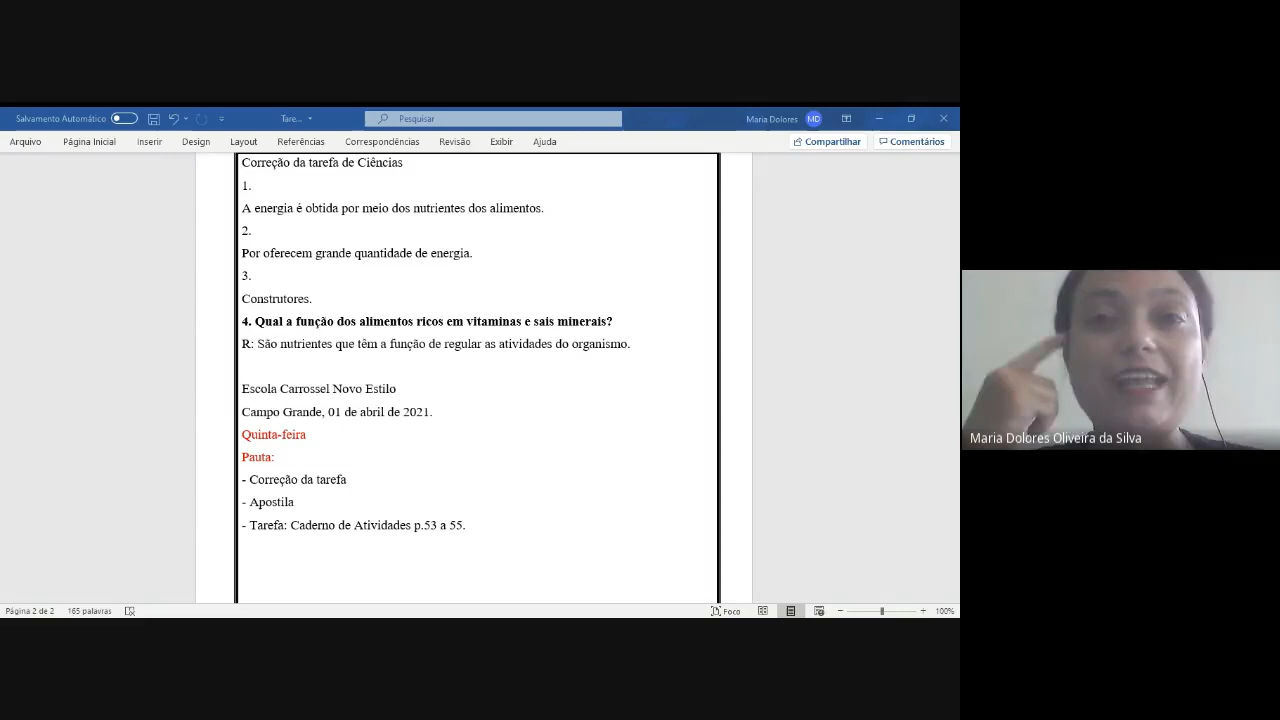 Salvamento Automático
Tare...
Pesquisar
Maria Dolores
MD
Arquivo
Página Inicial
Inserir
Design
Layout
Referências
Correspondências
Revisão
Exibir
Ajuda
Compartilhar
Comentários
Correção da tarefa de Ciências
1.
A energia é obtida por meio dos nutrientes dos alimentos.
2.
Por oferecem grande quantidade de energia.
3.
Construtores.
4. Qual a função dos alimentos ricos em vitaminas e sais minerais?
R: São nutrientes que têm a função de regular as atividades do organismo.
Escola Carrossel Novo Estilo
Campo Grande, 01 de abril de 2021.
Quinta-feira
Pauta:
- Correção da tarefa
- Apostila
- Tarefa: Caderno de Atividades p.53 a 55.
Maria Dolores Oliveira da Silva
Página 2 de 2
165 palavras
Foco
100%